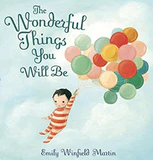 The
Wonderful
Things
You
Will Be
Emily Winfield Martin